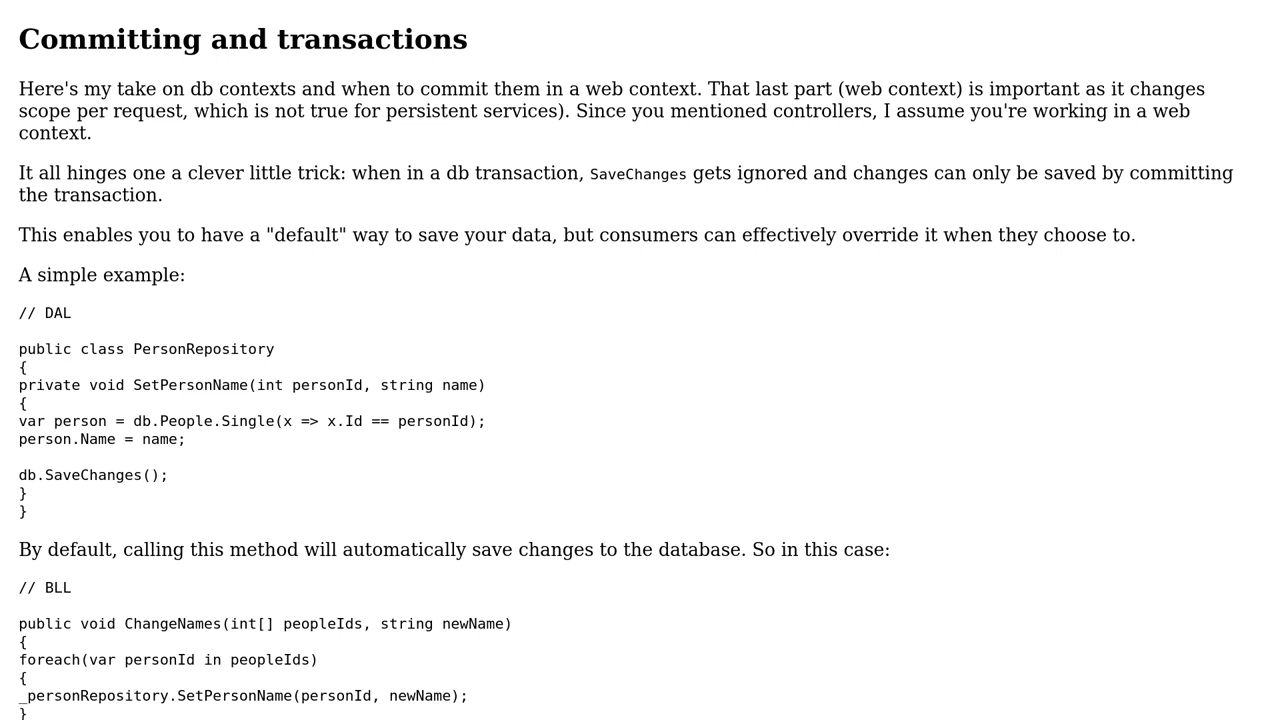 Committing and transactions
Here's my take on db contexts and when to commit them in a web context. That last part (web context) is important as it changes
scope per request, which is not true for persistent services). Since you mentioned controllers, I assume you're working in a web
context.
It all hinges one a clever little trick: when in a db transaction, SaveChanges gets ignored and changes can only be saved by committing
the transaction.
This enables you to have a "default" way to save your data, but consumers can effectively override it when they choose to.
A simple example:
// DAL
public class PersonRepository
{
private void SetPersonName(int personId, string name)
{
var person = db.People.Single(x => x.Id == personId);
person.Name = name;
db.SaveChanges();
}
}
By default, calling this method will automatically save changes to the database. So in this case:
// BLL
public void ChangeNames(int[] peopleIds, string newName)
{
foreach(var personId in peopleIds)
{
_personRepository.SetPersonName(personId, newName);
}